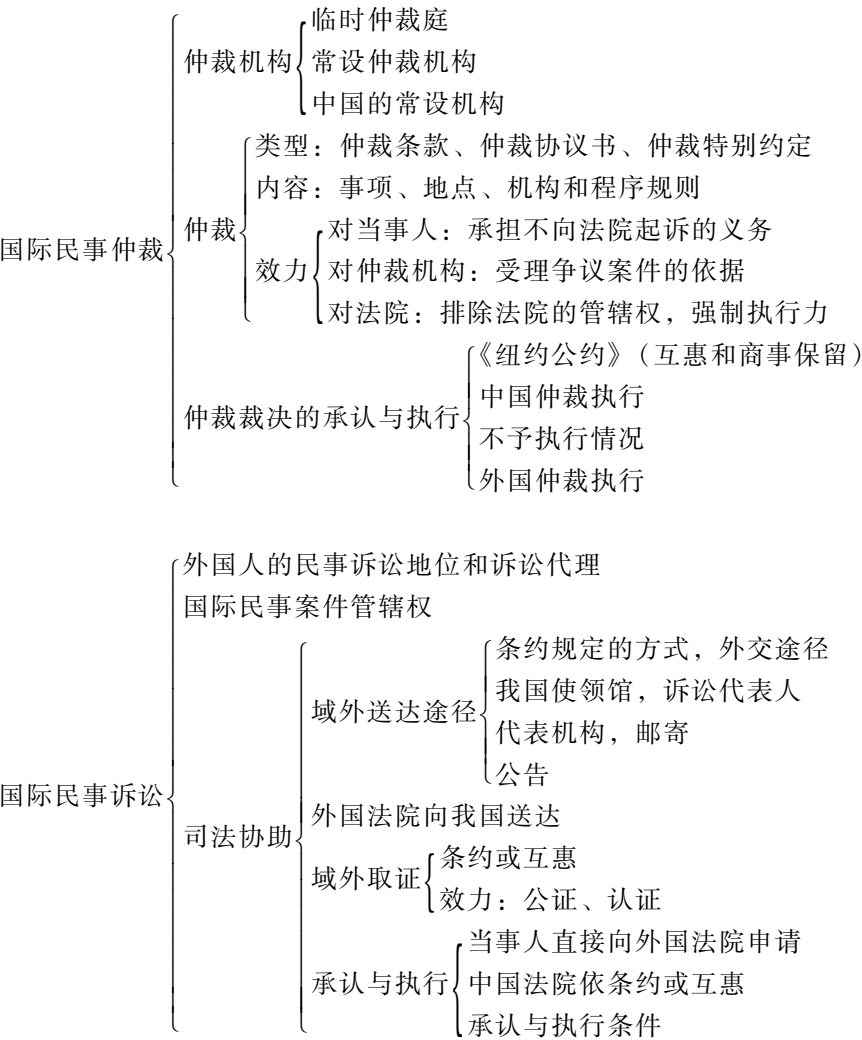 国际民事仲裁
仲裁机构
临时仲裁庭
常设仲裁机构
中国的常设机构
仲裁
类型：仲裁条款、仲裁协议书、仲裁特别约定
内容：事项、地点、机构和程序规则
效力
对当事人：承担不向法院起诉的义务
对仲裁机构：受理争议案件的依据
对法院：排除法院的管辖权，强制执行力
仲裁裁决的承认与执行
《纽约公约》（互惠和商事保留）
中国仲裁执行
不予执行情况
外国仲裁执行
国际民事诉讼
外国人的民事诉讼地位和诉讼代理
国际民事案件管辖权
司法协助
域外送达途径
条约规定的方式，外交途径
我国使领馆，诉讼代表人
代表机构，邮寄
公告
外国法院向我国送达
域外取证
条约或互惠
效力：公证、认证
承认与执行
当事人直接向外国法院申请
中国法院依条约或互惠
承认与执行条件